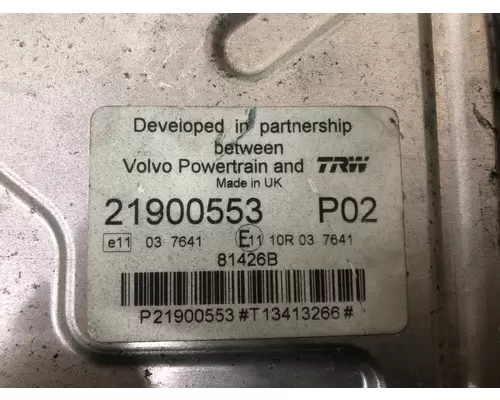 Developed in partnership
between
Volvo Powertrain and TRW
Made in UK
21900553 P02
e11 03 7641 E11 10R 03 7641
81426B
P21900553#T13413266#